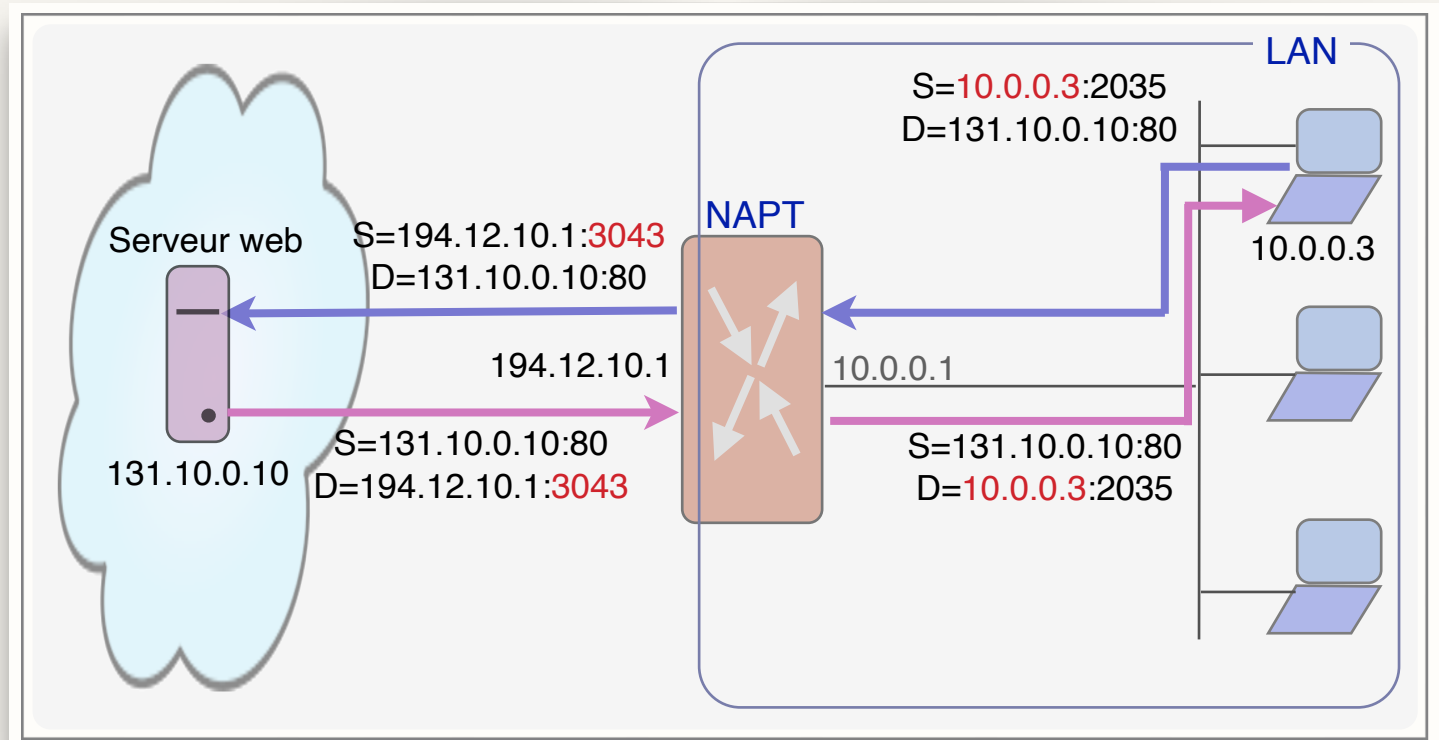 LAN
S=10.0.0.3:2035
D=131.10.0.10:80
NAPT
Serveur web
S=194.12.10.1:3043
D=131.10.0.10:80
10.0.0.3
194.12.10.1
10.0.0.1
S=131.10.0.10:80
D=194.12.10.1:3043
131.10.0.10
S=131.10.0.10:80
D=10.0.0.3:2035